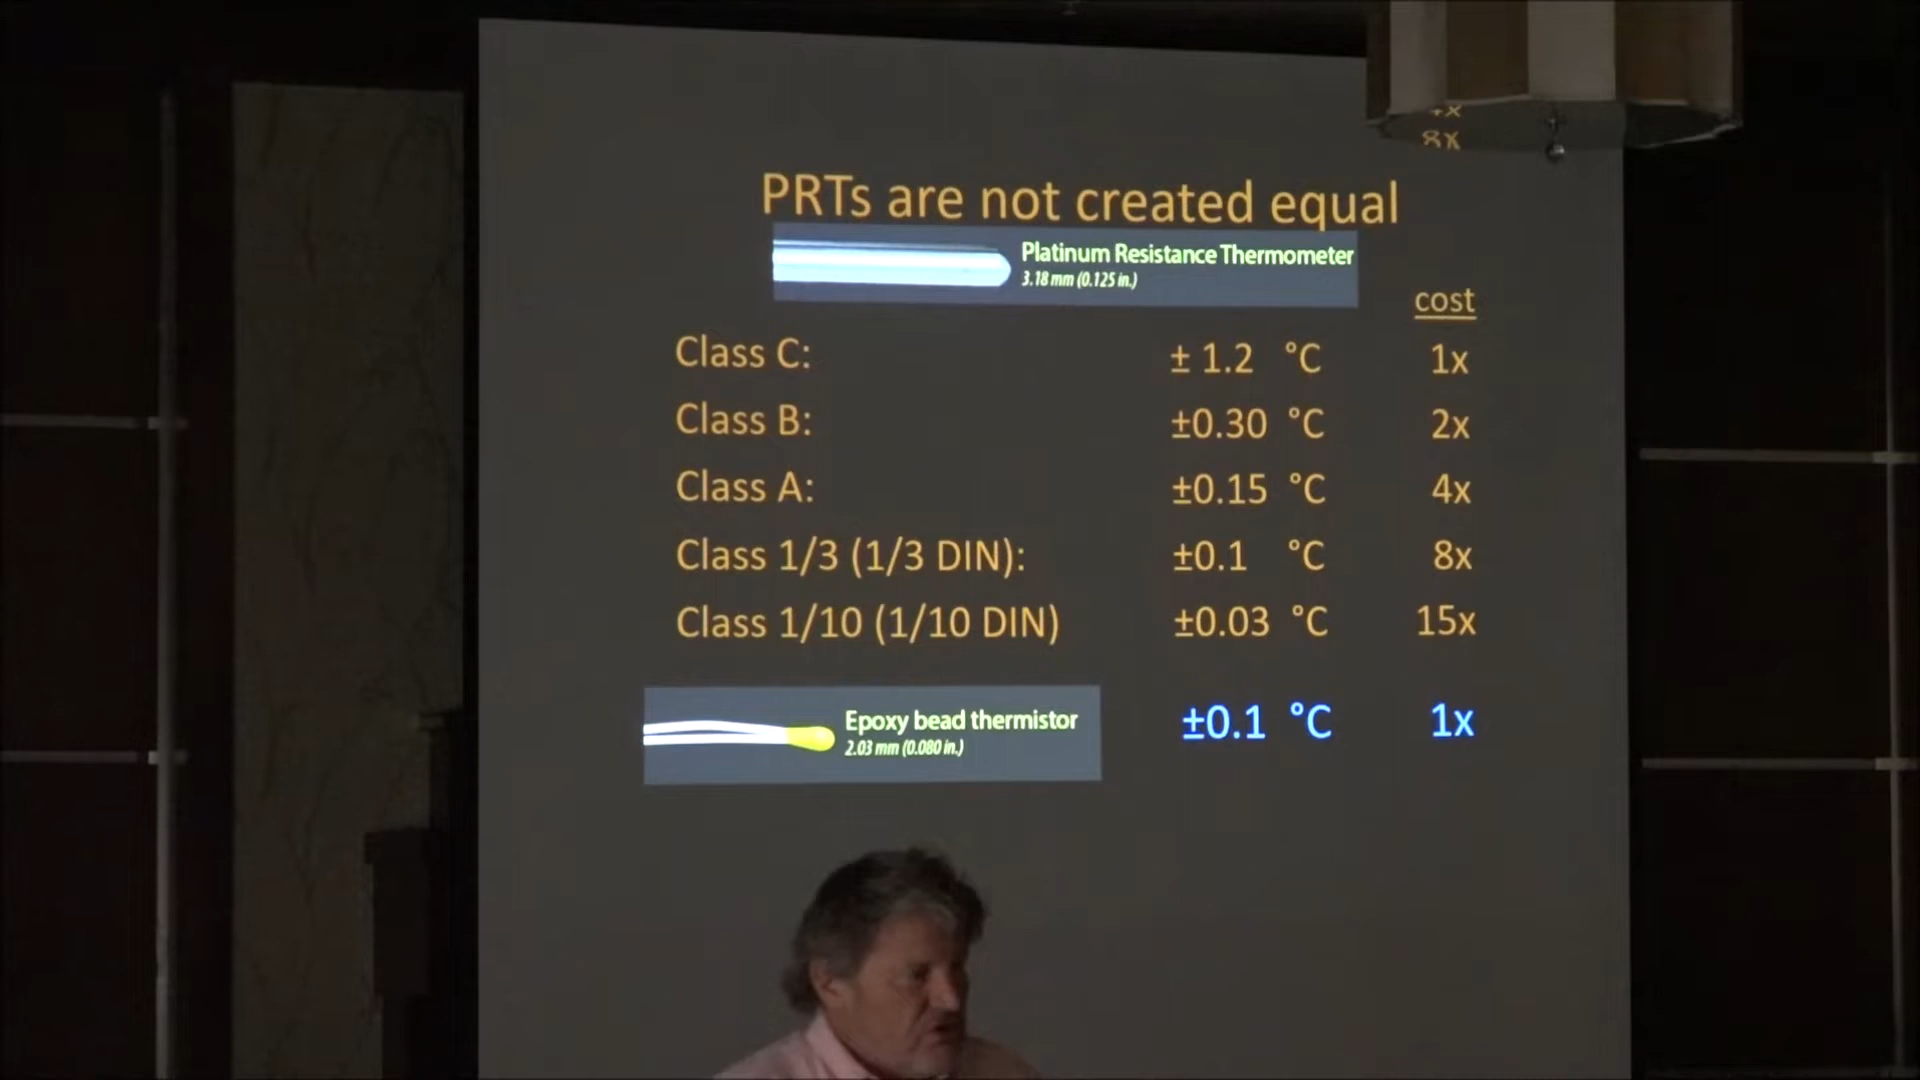 4x
8x
PRTs are not created equal
Platinum Resistance Thermometer
3.18 mm (0.125 in.)
cost
Class C: ± 1.2 °C 1x
Class B: ±0.30 °C 2x
Class A: ±0.15 °C 4x
Class 1/3 (1/3 DIN): ±0.1 °C 8x
Class 1/10 (1/10 DIN) ±0.03 °C 15x
Epoxy bead thermistor ±0.1 °C 1x
2.03 mm (0.080 in.)